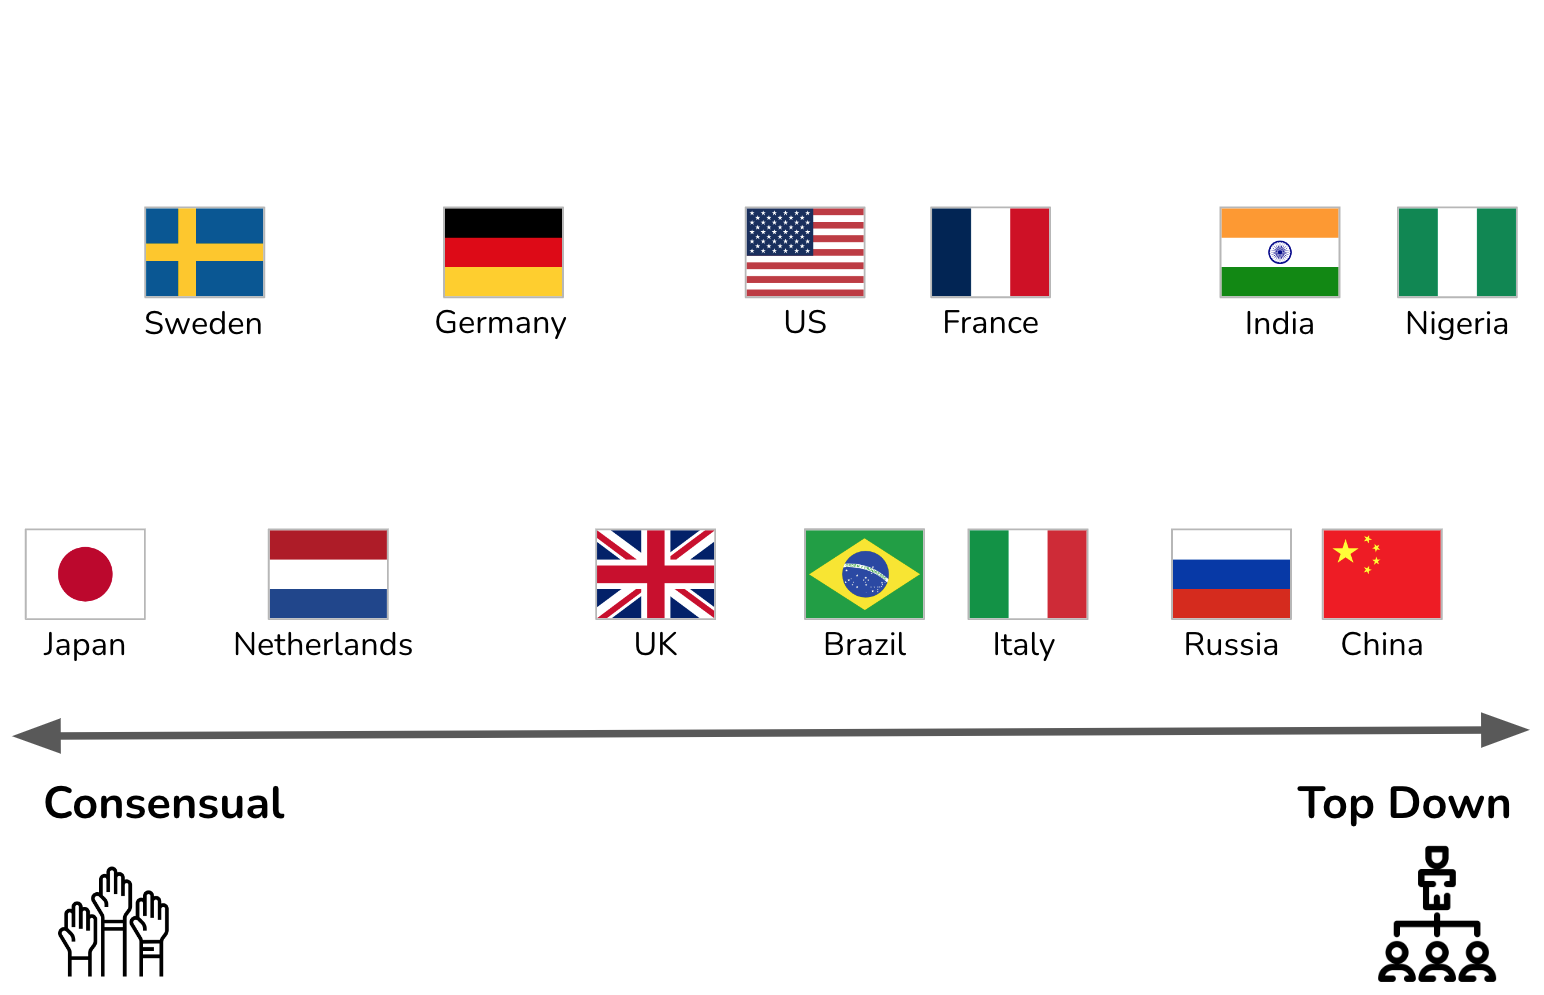 Sweden
Germany
US
France
India
Nigeria
Japan
Netherlands
UK
Brazil
Italy
Russia
China
Consensual
Top Down